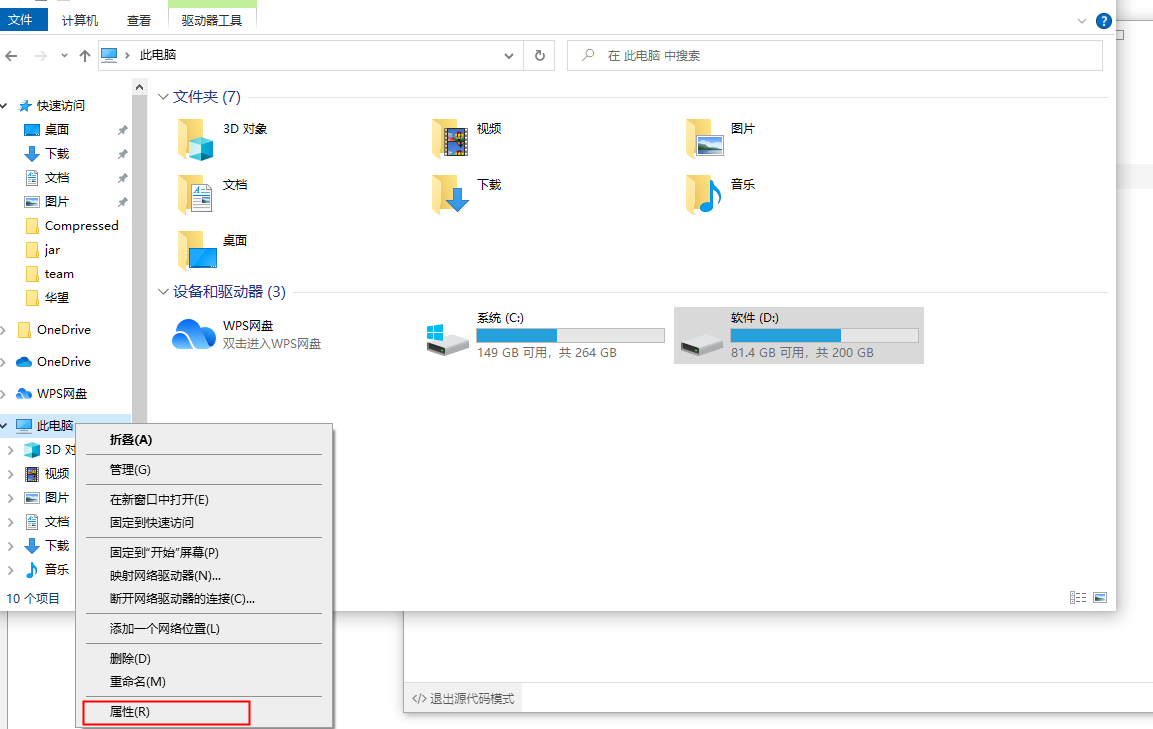 文件 计算机 查看 驱动器工具
此电脑
在 此电脑 中搜索
快速访问
桌面
下载
文档
图片
Compressed
jar
team
华望
OneDrive
OneDrive
WPS网盘
此电脑
3D 对
视频
图片
文档
下载
音乐
10 个项目
文件夹 (7)
3D 对象
视频
图片
文档
下载
音乐
桌面
设备和驱动器 (3)
WPS网盘
双击进入WPS网盘
系统 (C:)
149 GB 可用，共 264 GB
软件 (D:)
81.4 GB 可用，共 200 GB
折叠(A)
管理(G)
在新窗口中打开(E)
固定到快速访问
固定到"开始"屏幕(P)
映射网络驱动器(N)...
断开网络驱动器的连接(C)...
添加一个网络位置(L)
删除(D)
重命名(M)
属性(R)
</> 退出源代码模式